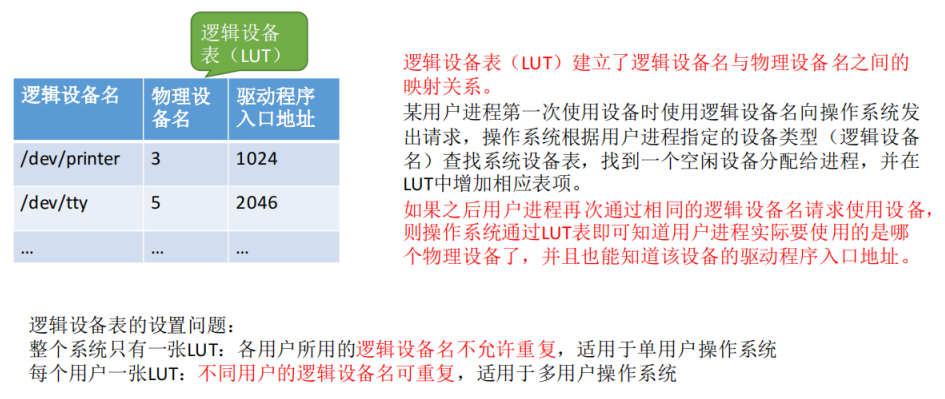 逻辑设备
表（LUT）
逻辑设备名 物理设备名 驱动程序入口地址
/dev/printer 3 1024
/dev/tty 5 2046
... ... ...
逻辑设备表（LUT）建立了逻辑设备名与物理设备名之间的
映射关系。
某用户进程第一次使用设备时使用逻辑设备名向操作系统发
出请求，操作系统根据用户进程指定的设备类型（逻辑设备
名）查找系统设备表，找到一个空闲设备分配给进程，并在
LUT中增加相应表项。
如果之后用户进程再次通过相同的逻辑设备名请求使用设备，
则操作系统通过LUT表即可知道用户进程实际要使用的是哪
个物理设备了，并且也能知道该设备的驱动程序入口地址。
逻辑设备表的设置问题：
整个系统只有一张LUT：各用户所用的逻辑设备名不允许重复，适用于单用户操作系统
每个用户一张LUT：不同用户的逻辑设备名可重复，适用于多用户操作系统